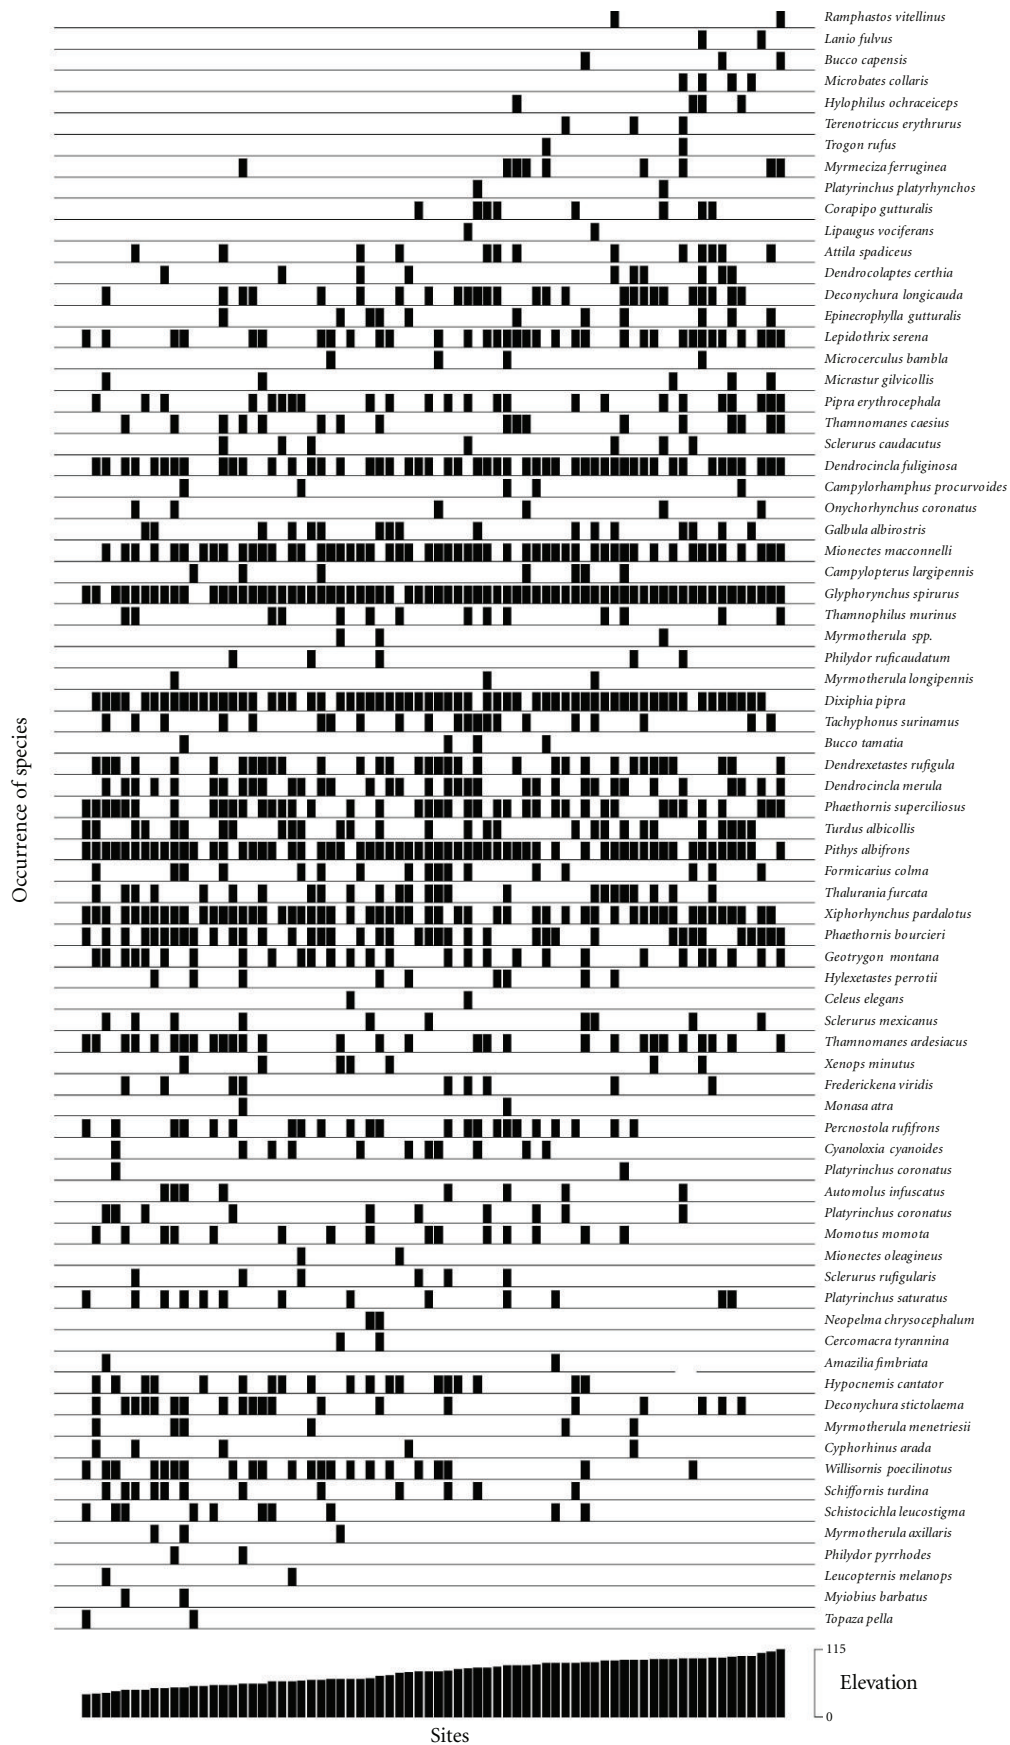 Ramphastos vitellinus
Lanio fulvus
Bucco capensis
Microbates collaris
Hylophilus ochraceiceps
Terenotriccus erythrurus
Trogon rufus
Myrmeciza ferruginea
Platyrinchus platyrhynchos
Corapipo gutturalis
Lipaugus vociferans
Attila spadiceus
Dendrocolaptes certhia
Deconychura longicauda
Epinecrophylla gutturalis
Lepidothrix serena
Microcerculus bambla
Micrastur gilvicollis
Pipra erythrocephala
Thamnomanes caesius
Sclerurus caudacutus
Dendrocincla fuliginosa
Campylorhamphus procurvoides
Onychorhynchus coronatus
Galbula albirostris
Mionectes macconnelli
Campylopterus largipennis
Glyphorynchus spirurus
Thamnophilus murinus
Myrmotherula spp.
Philydor ruficaudatum
Myrmotherula longipennis
Dixiphia pipra
Tachyphonus surinamus
Bucco tamatia
Dendrexetastes rufigula
Dendrocincla merula
Phaethornis superciliosus
Turdus albicollis
Pithys albifrons
Formicarius colma
Thalurania furcata
Xiphorhynchus pardalotus
Phaethornis bourcieri
Geotrygon montana
Hylexetastes perrotii
Celeus elegans
Sclerurus mexicanus
Thamnomanes ardesiacus
Xenops minutus
Frederickena viridis
Monasa atra
Percnostola rufifrons
Cyanoloxia cyanoides
Platyrinchus coronatus
Automolus infuscatus
Platyrinchus coronatus
Momotus momota
Mionectes oleagineus
Sclerurus rufigularis
Platyrinchus saturatus
Neopelma chrysocephalum
Cercomacra tyrannina
Amazilia fimbriata
Hypocnemis cantator
Deconychura stictolaema
Myrmotherula menetriesii
Cyphorhinus arada
Willisornis poecilinotus
Schiffornis turdina
Schistocichla leucostigma
Myrmotherula axillaris
Philydor pyrrhodes
Leucopternis melanops
Myiobius barbatus
Topaza pella
Occurrence of species
115
Elevation
0
Sites